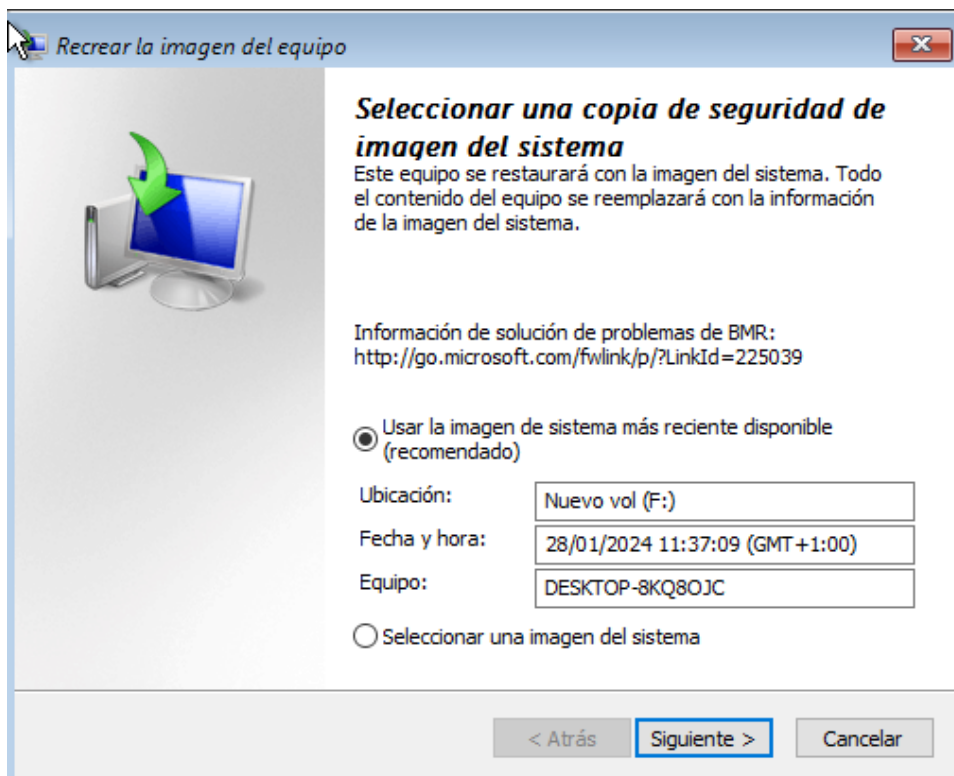 Recrear la imagen del equipo
Seleccionar una copia de seguridad de
imagen del sistema
Este equipo se restaurará con la imagen del sistema. Todo
el contenido del equipo se reemplazará con la información
de la imagen del sistema.
Información de solución de problemas de BMR:
http://go.microsoft.com/fwlink/p/?LinkId=225039
Usar la imagen de sistema más reciente disponible
(recomendado)
Ubicación: Nuevo vol (F:)
Fecha y hora: 28/01/2024 11:37:09 (GMT+1:00)
Equipo: DESKTOP-8KQ8OJC
Seleccionar una imagen del sistema
< Atrás Siguiente > Cancelar